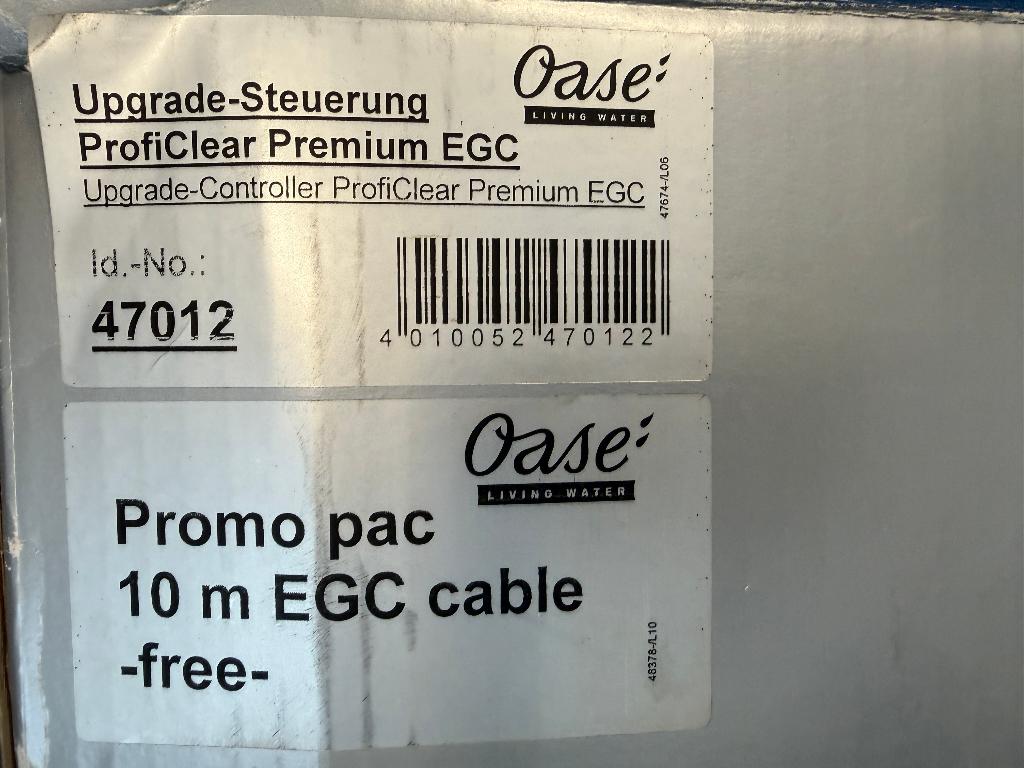 Oase
LIVING WATER
Upgrade-Steuerung
ProfiClear Premium EGC
Upgrade-Controller ProfiClear Premium EGC
47674-/L06
Id.-No.:
47012
4 010052 470122
Oase
LIVING WATER
Promo pac
10 m EGC cable
-free-
48378-/L10